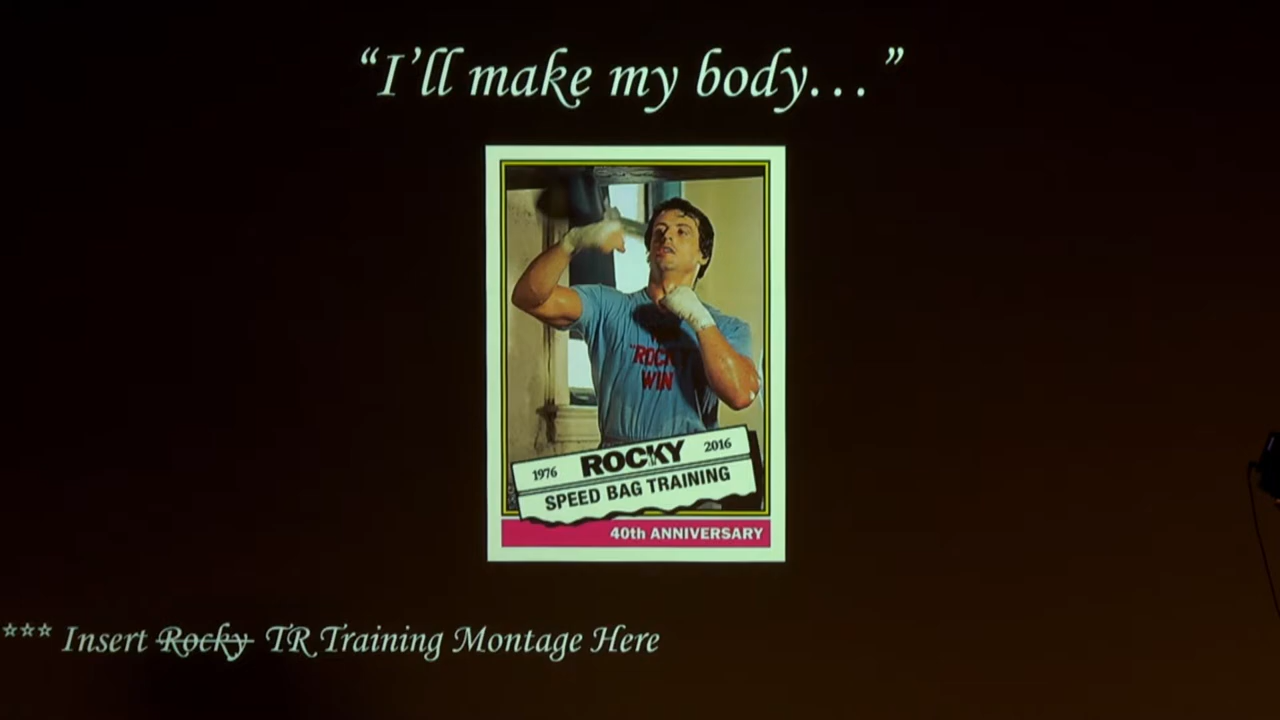 “I’ll make my body…”
"ROCKY
WIN
1976 ROCKY 2016
SPEED BAG TRAINING
40th ANNIVERSARY
*** Insert ~~Rocky~~ TR Training Montage Here